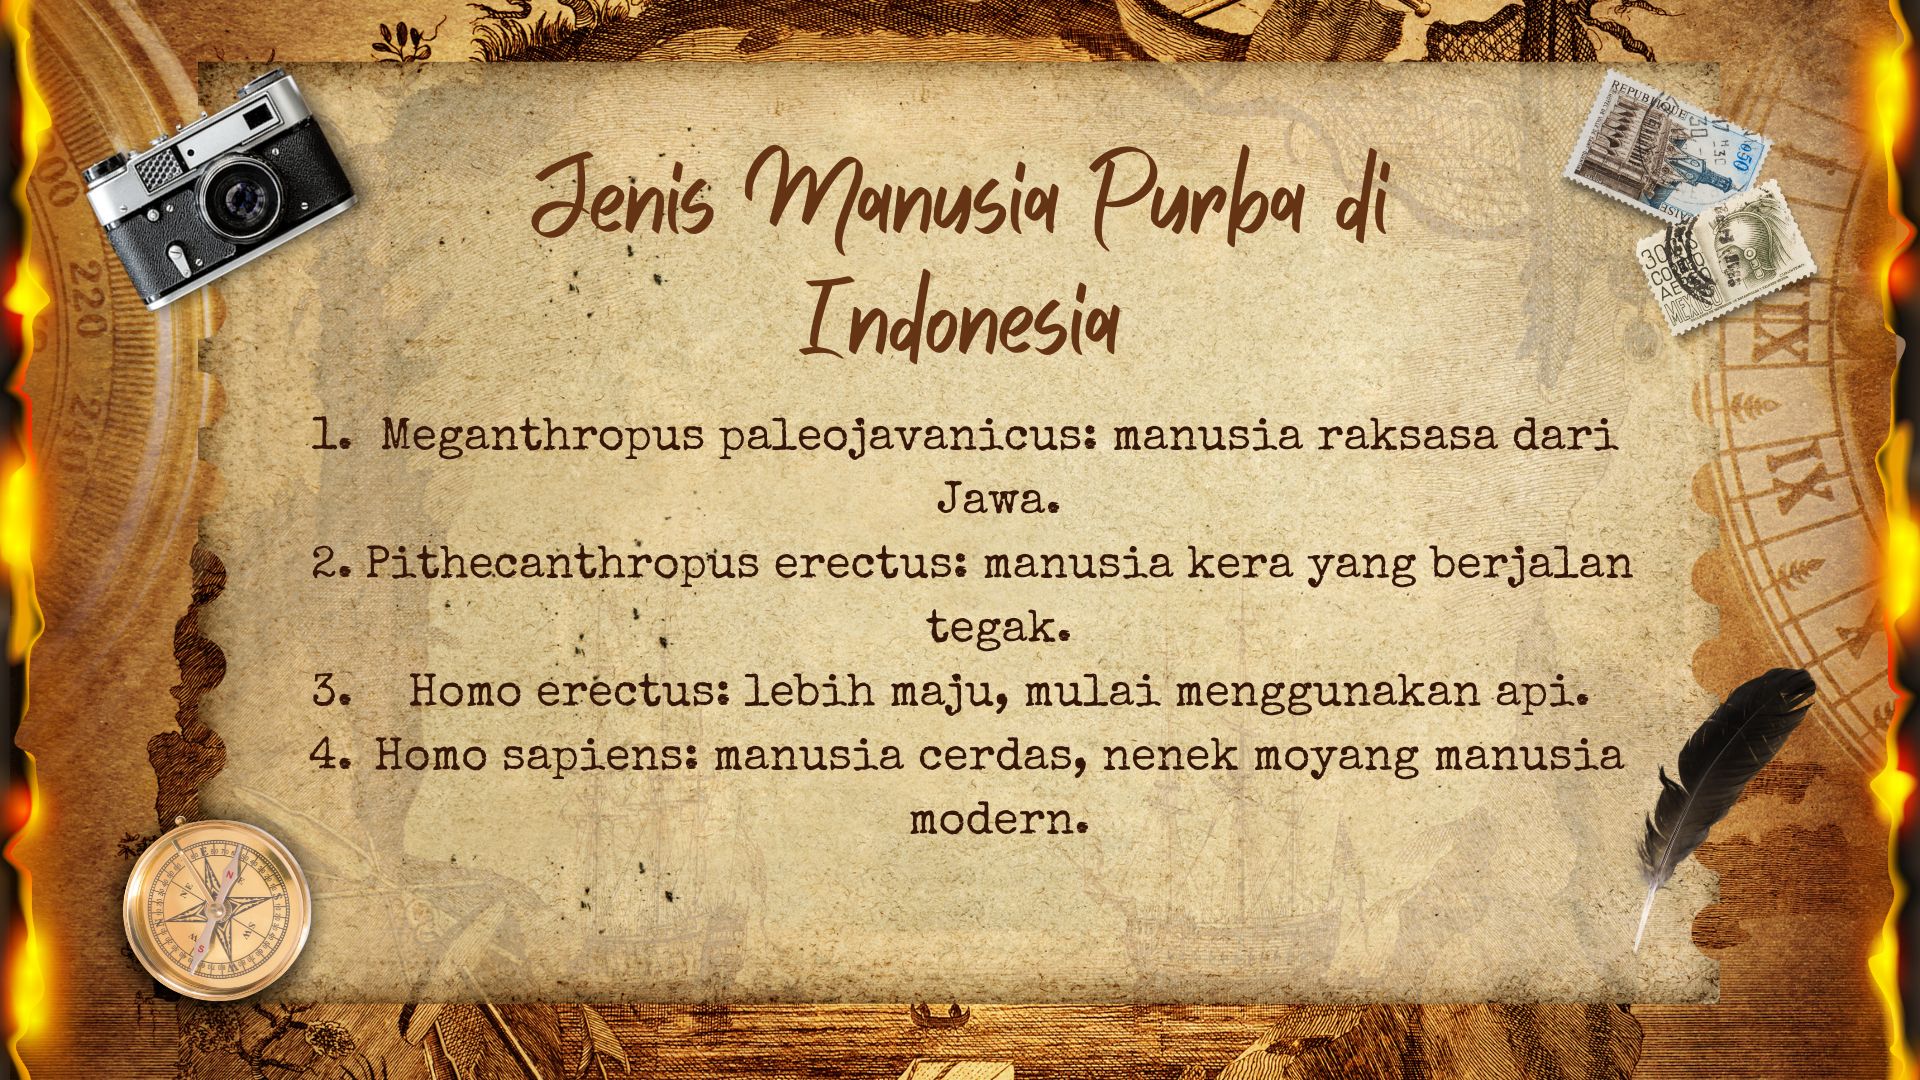 Jenis Manusia Purba di
Indonesia
1. Meganthropus paleojavanicus: manusia raksasa dari
Jawa.
2. Pithecanthropus erectus: manusia kera yang berjalan
tegak.
3. Homo erectus: lebih maju, mulai menggunakan api.
4. Homo sapiens: manusia cerdas, nenek moyang manusia
modern.